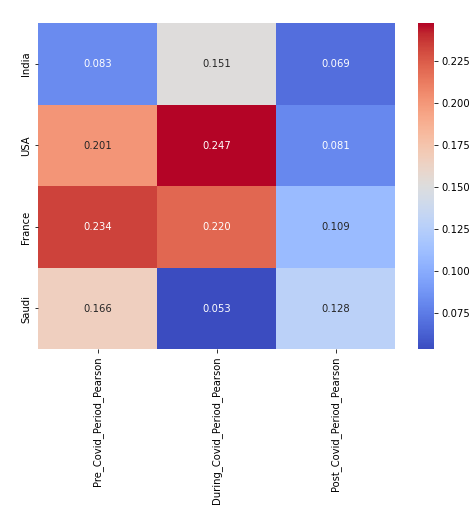 India 0.083 0.151 0.069
USA 0.201 0.247 0.081
France 0.234 0.220 0.109
Saudi 0.166 0.053 0.128
Pre_Covid_Period_Pearson
During_Covid_Period_Pearson
Post_Covid_Period_Pearson
0.225
0.200
0.175
0.150
0.125
0.100
0.075